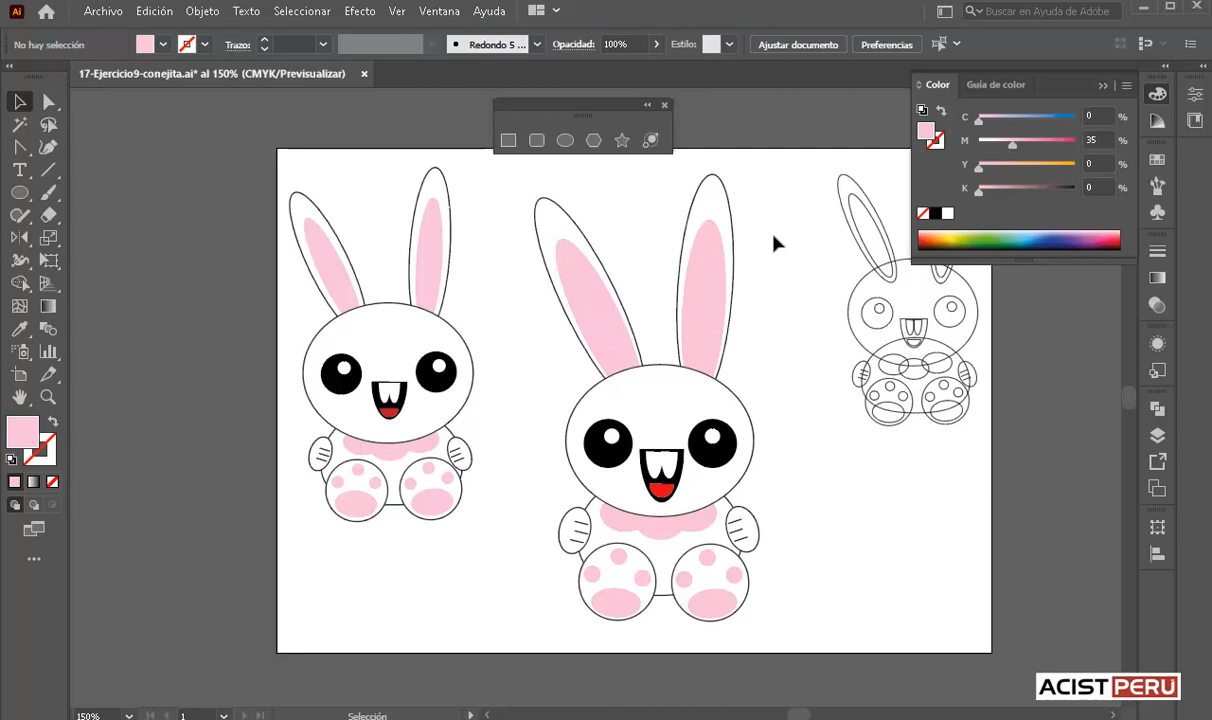 Ai
Archivo Edición Objeto Texto Seleccionar Efecto Ver Ventana Ayuda
Buscar en Ayuda de Adobe
No hay selección
Trazo:
Redondo 5 ...
Opacidad: 100%
Estilo:
Ajustar documento
Preferencias
17-Ejercicio9-conejita.ai* al 150% (CMYK/Previsualizar)
Color Guía de color
C 0 %
M 35 %
Y 0 %
K 0 %
ACISTPERU
150% 1 Selección